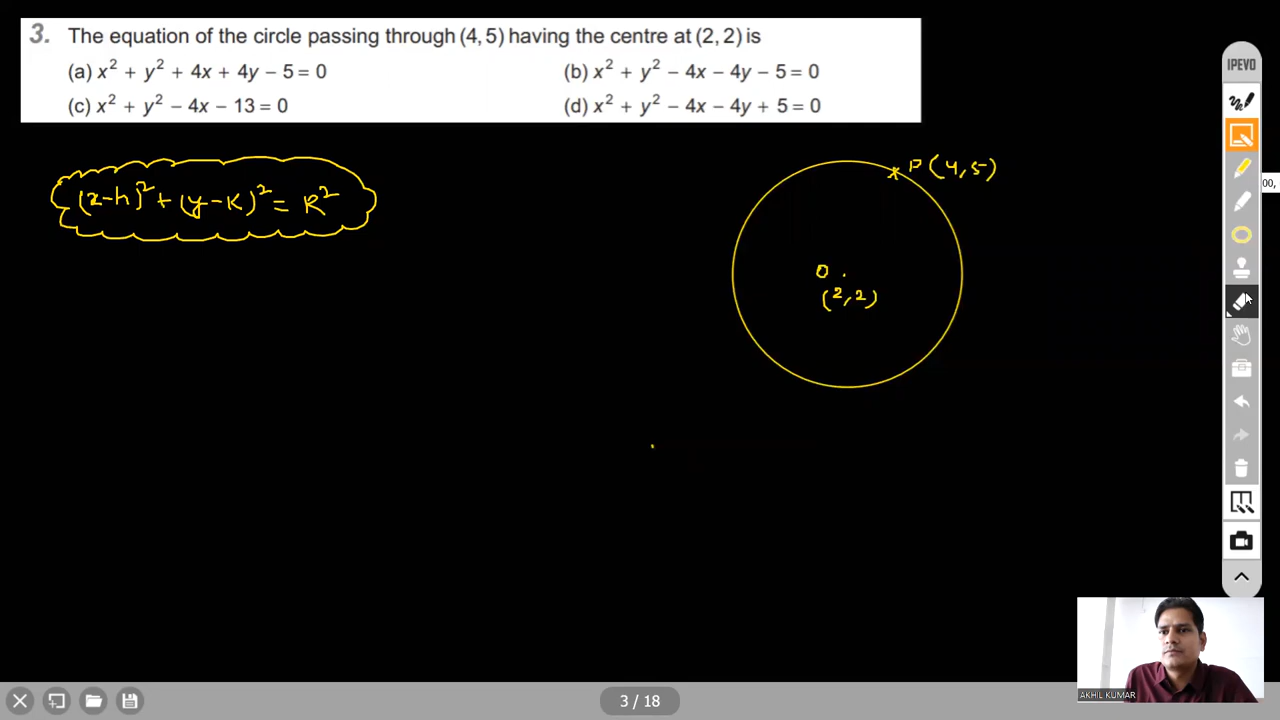 3. The equation of the circle passing through (4, 5) having the centre at (2, 2) is
(a) x² + y² + 4x + 4y − 5 = 0
(b) x² + y² − 4x − 4y − 5 = 0
(c) x² + y² − 4x − 13 = 0
(d) x² + y² − 4x − 4y + 5 = 0
(x-h)² + (y-k)² = R²
P(4,5)
O
(2,2)
IPEVO
00,
3 / 18
AKHIL KUMAR